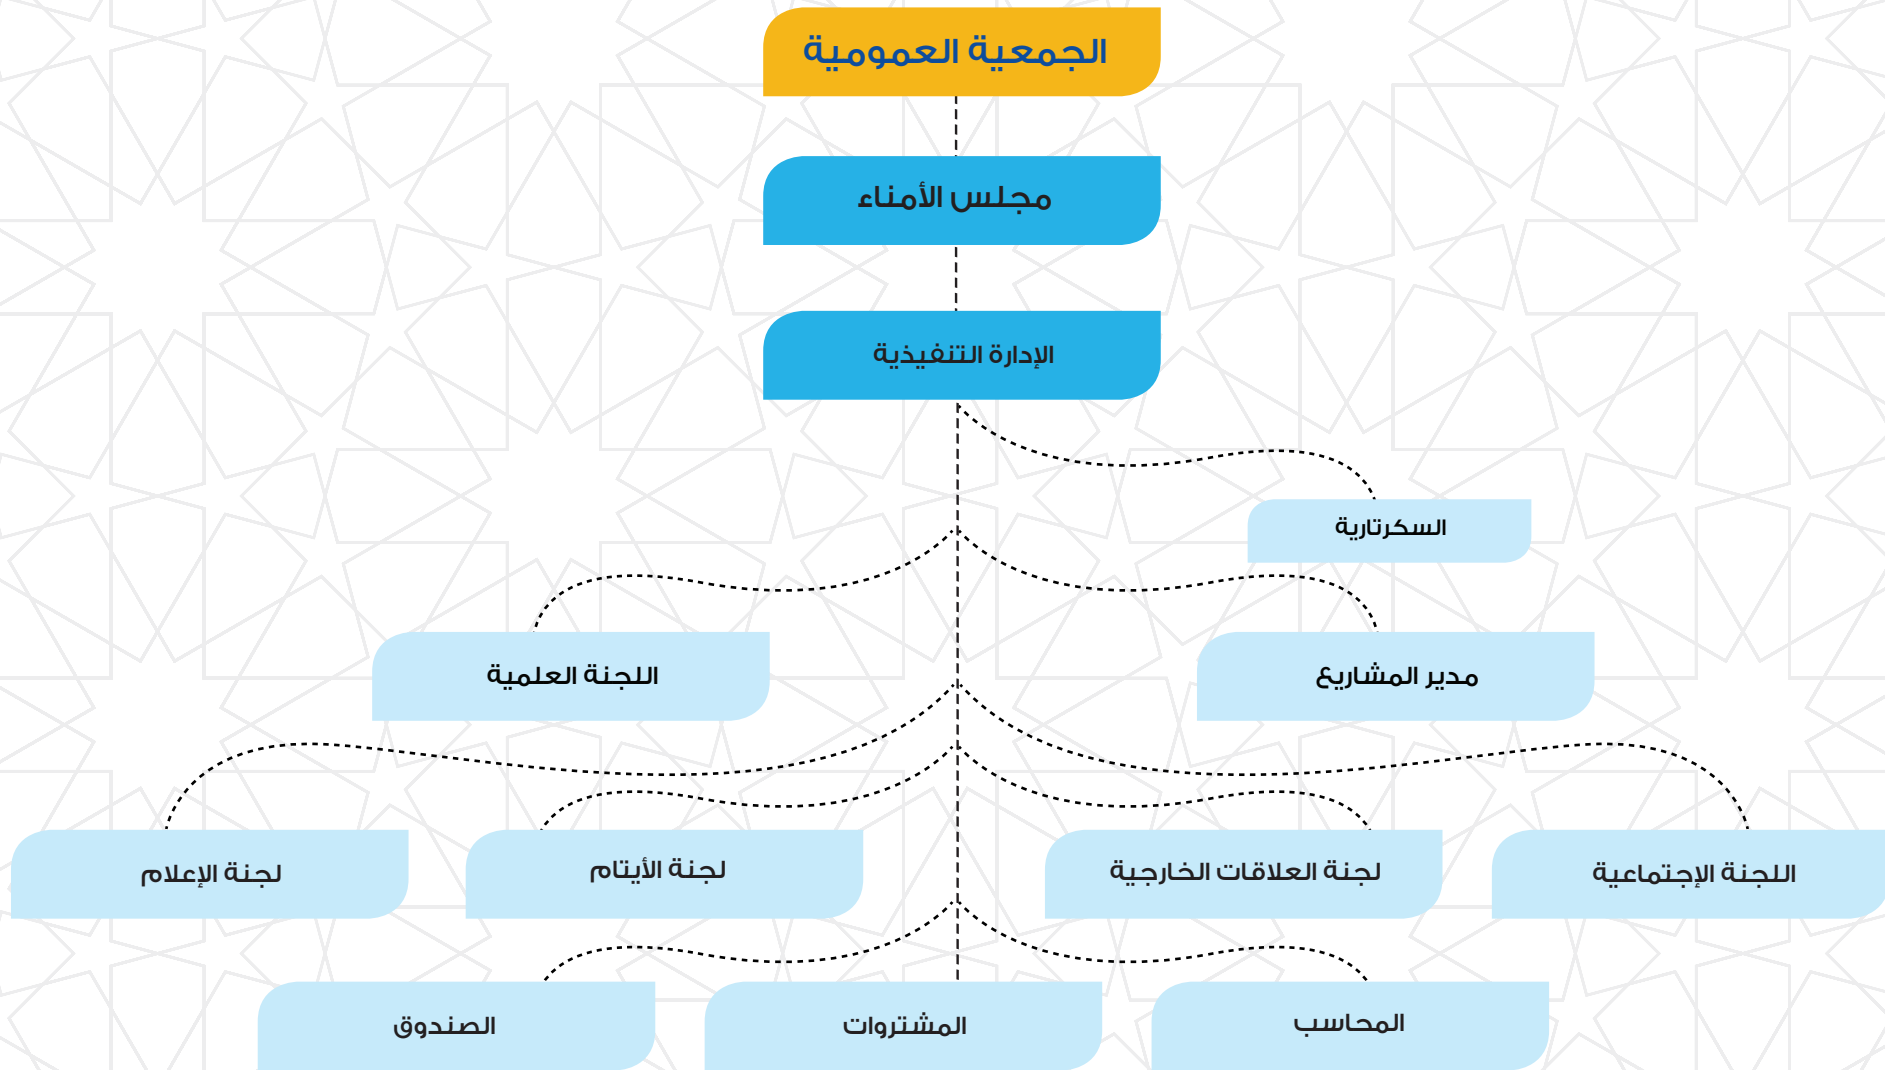 الجمعية العمومية
مجلس الأمناء
الإدارة التنفيذية
السكرتارية
مدير المشاريع
اللجنة العلمية
اللجنة الإجتماعية
لجنة العلاقات الخارجية
لجنة الأيتام
لجنة الإعلام
المحاسب
المشتروات
الصندوق